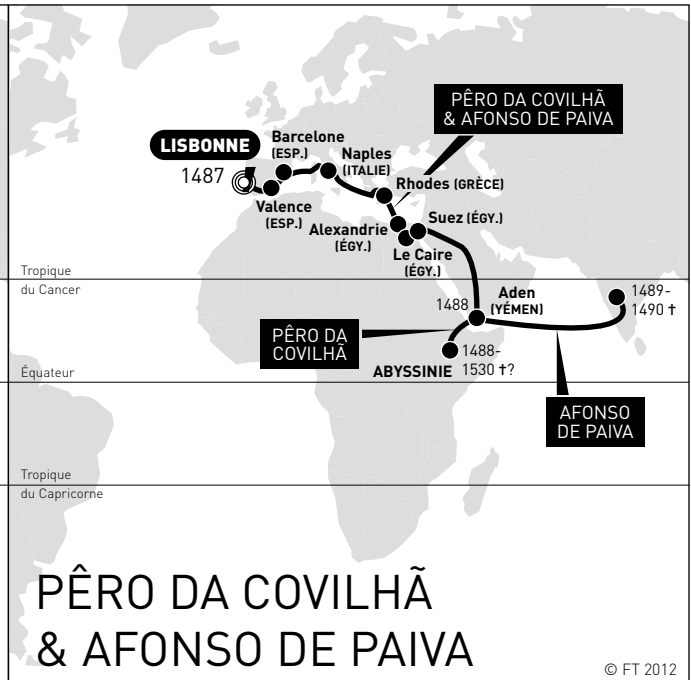 PÊRO DA COVILHÃ
& AFONSO DE PAIVA
LISBONNE
1487
Barcelone
(ESP.)
Naples
(ITALIE)
Rhodes (GRÈCE)
Valence
(ESP.)
Alexandrie
(ÉGY.)
Suez (ÉGY.)
Le Caire
(ÉGY.)
Tropique
du Cancer
1488
Aden
(YÉMEN)
1489-
1490 †
PÊRO DA
COVILHÃ
ABYSSINIE
1488-
1530 †?
Équateur
AFONSO
DE PAIVA
Tropique
du Capricorne
PÊRO DA COVILHÃ
& AFONSO DE PAIVA
© FT 2012